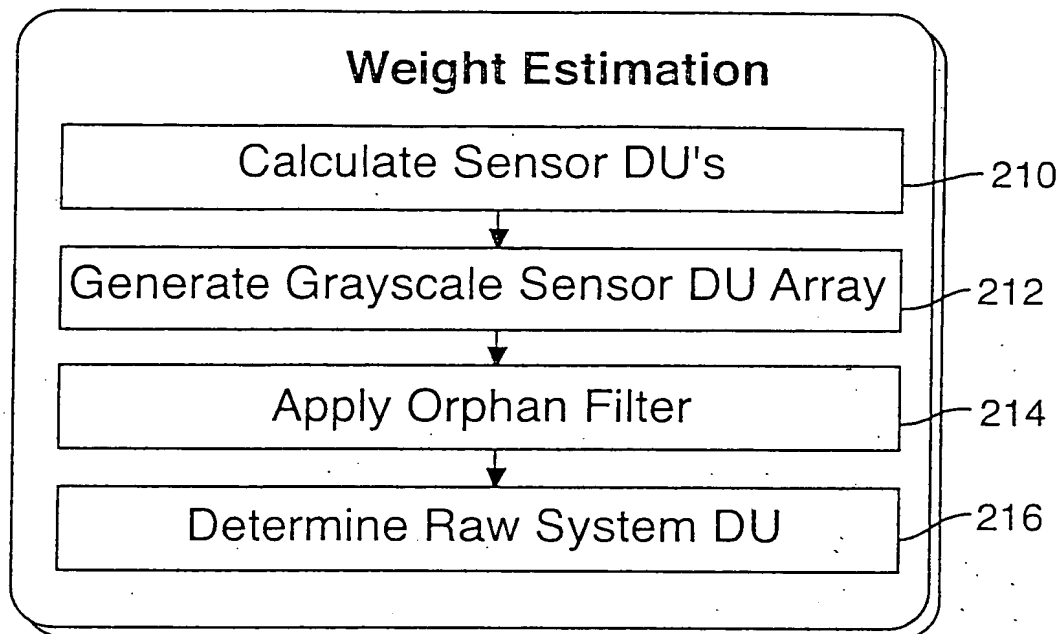 Weight Estimation
Calculate Sensor DU's
210
Generate Grayscale Sensor DU Array
212
Apply Orphan Filter
214
Determine Raw System DU
216